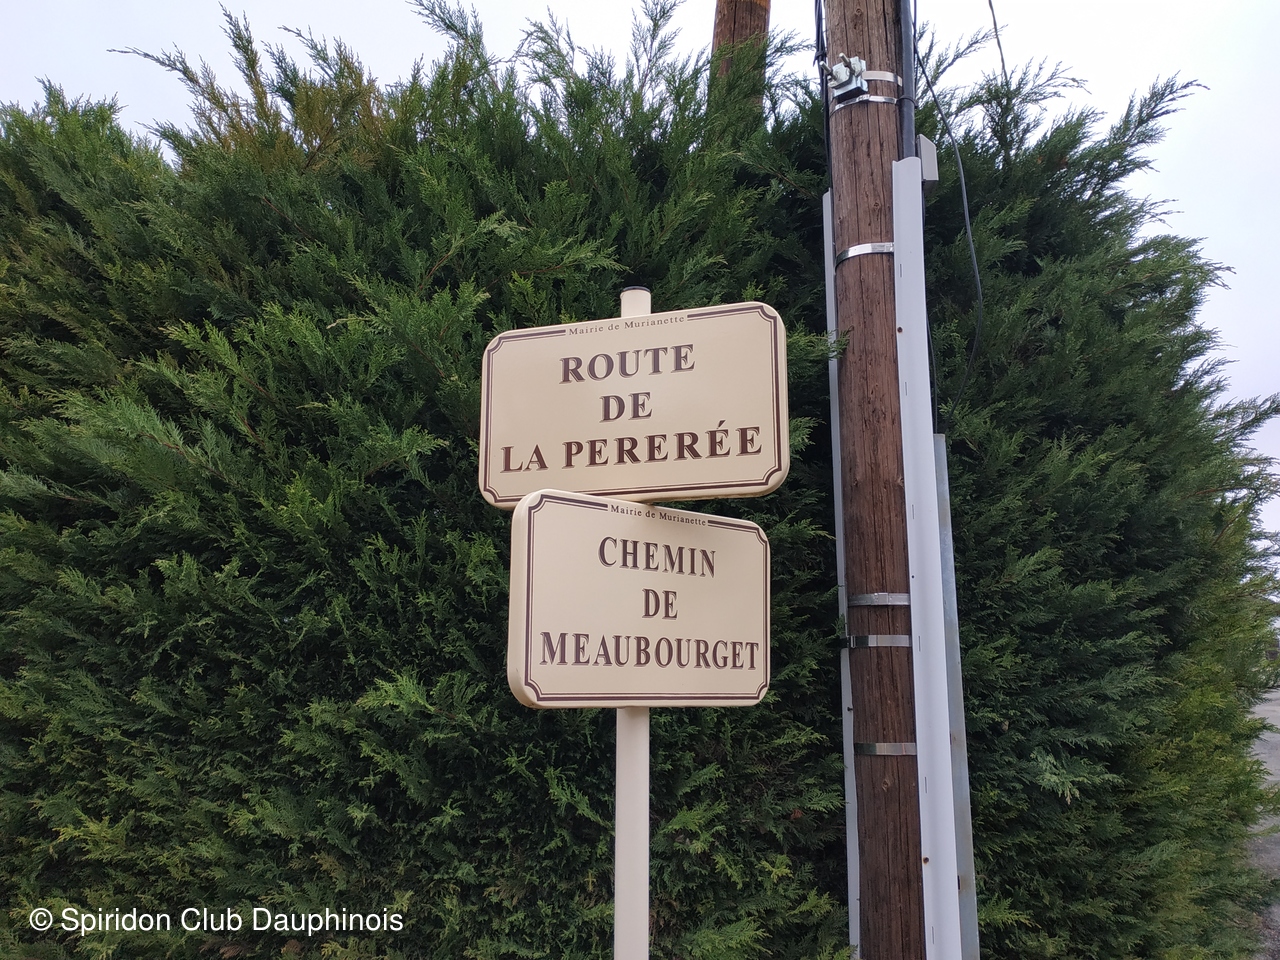 Mairie de Murianette
ROUTE
DE
LA PERERÉE
Mairie de Murianette
CHEMIN
DE
MEAUBOURGET
© Spiridon Club Dauphinois